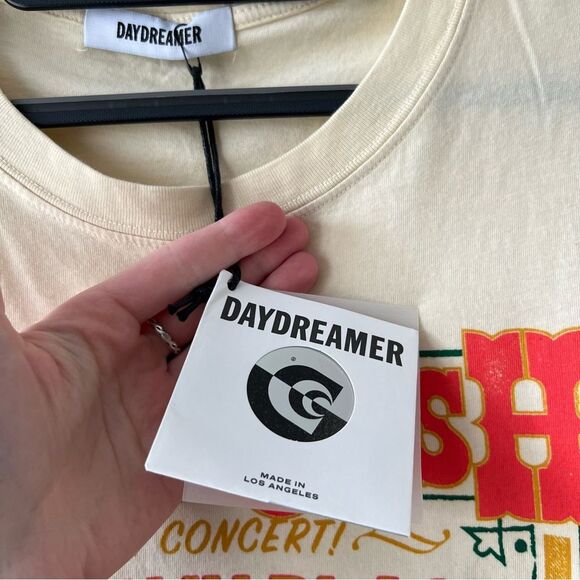 DAYDREAMER
DAYDREAMER
MADE IN
LOS ANGELES
SH
CONCERT!